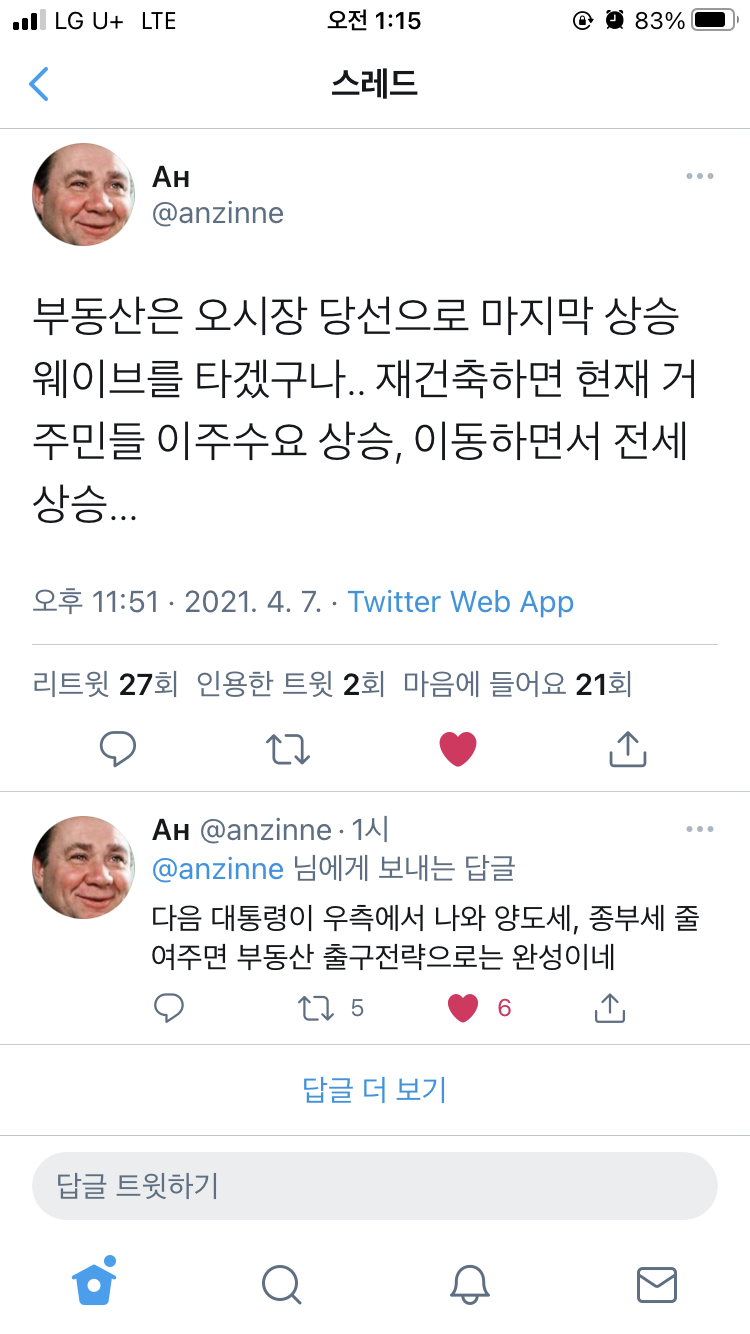 LG U+ LTE 오전 1:15 83%
스레드
Ан
@anzinne
부동산은 오시장 당선으로 마지막 상승
웨이브를 타겠구나.. 재건축하면 현재 거
주민들 이주수요 상승, 이동하면서 전세
상승...
오후 11:51 · 2021. 4. 7. · Twitter Web App
리트윗 27회 인용한 트윗 2회 마음에 들어요 21회
Ан @anzinne · 1시
@anzinne 님에게 보내는 답글
다음 대통령이 우측에서 나와 양도세, 종부세 줄
여주면 부동산 출구전략으로는 완성이네
5 6
답글 더 보기
답글 트윗하기